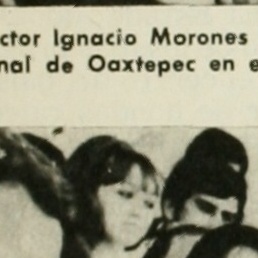 ctor Ignacio Morones
nal de Oaxtepec en e